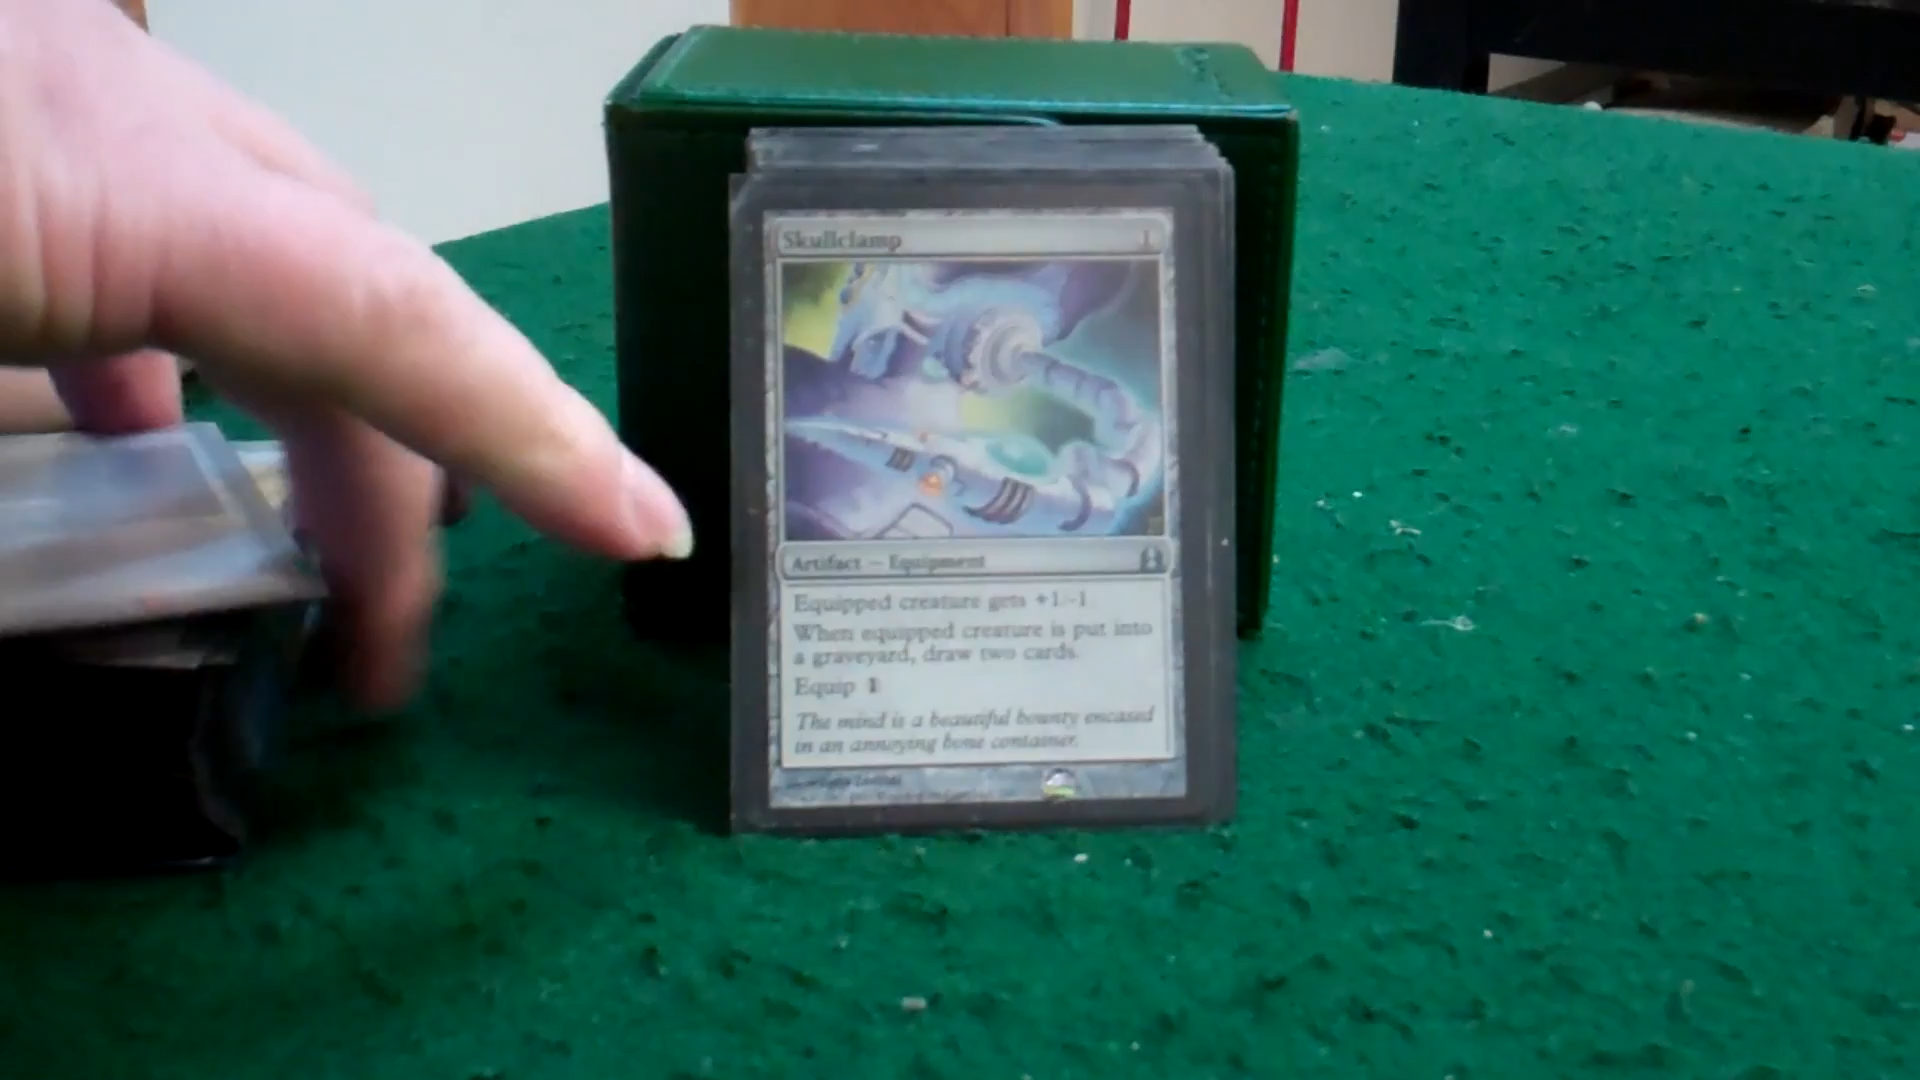 Skullclamp 1
Artifact — Equipment
Equipped creature gets +1/-1
When equipped creature is put into
a graveyard, draw two cards.
Equip 1
The mind is a beautiful bounty encased
in an annoying bone container.